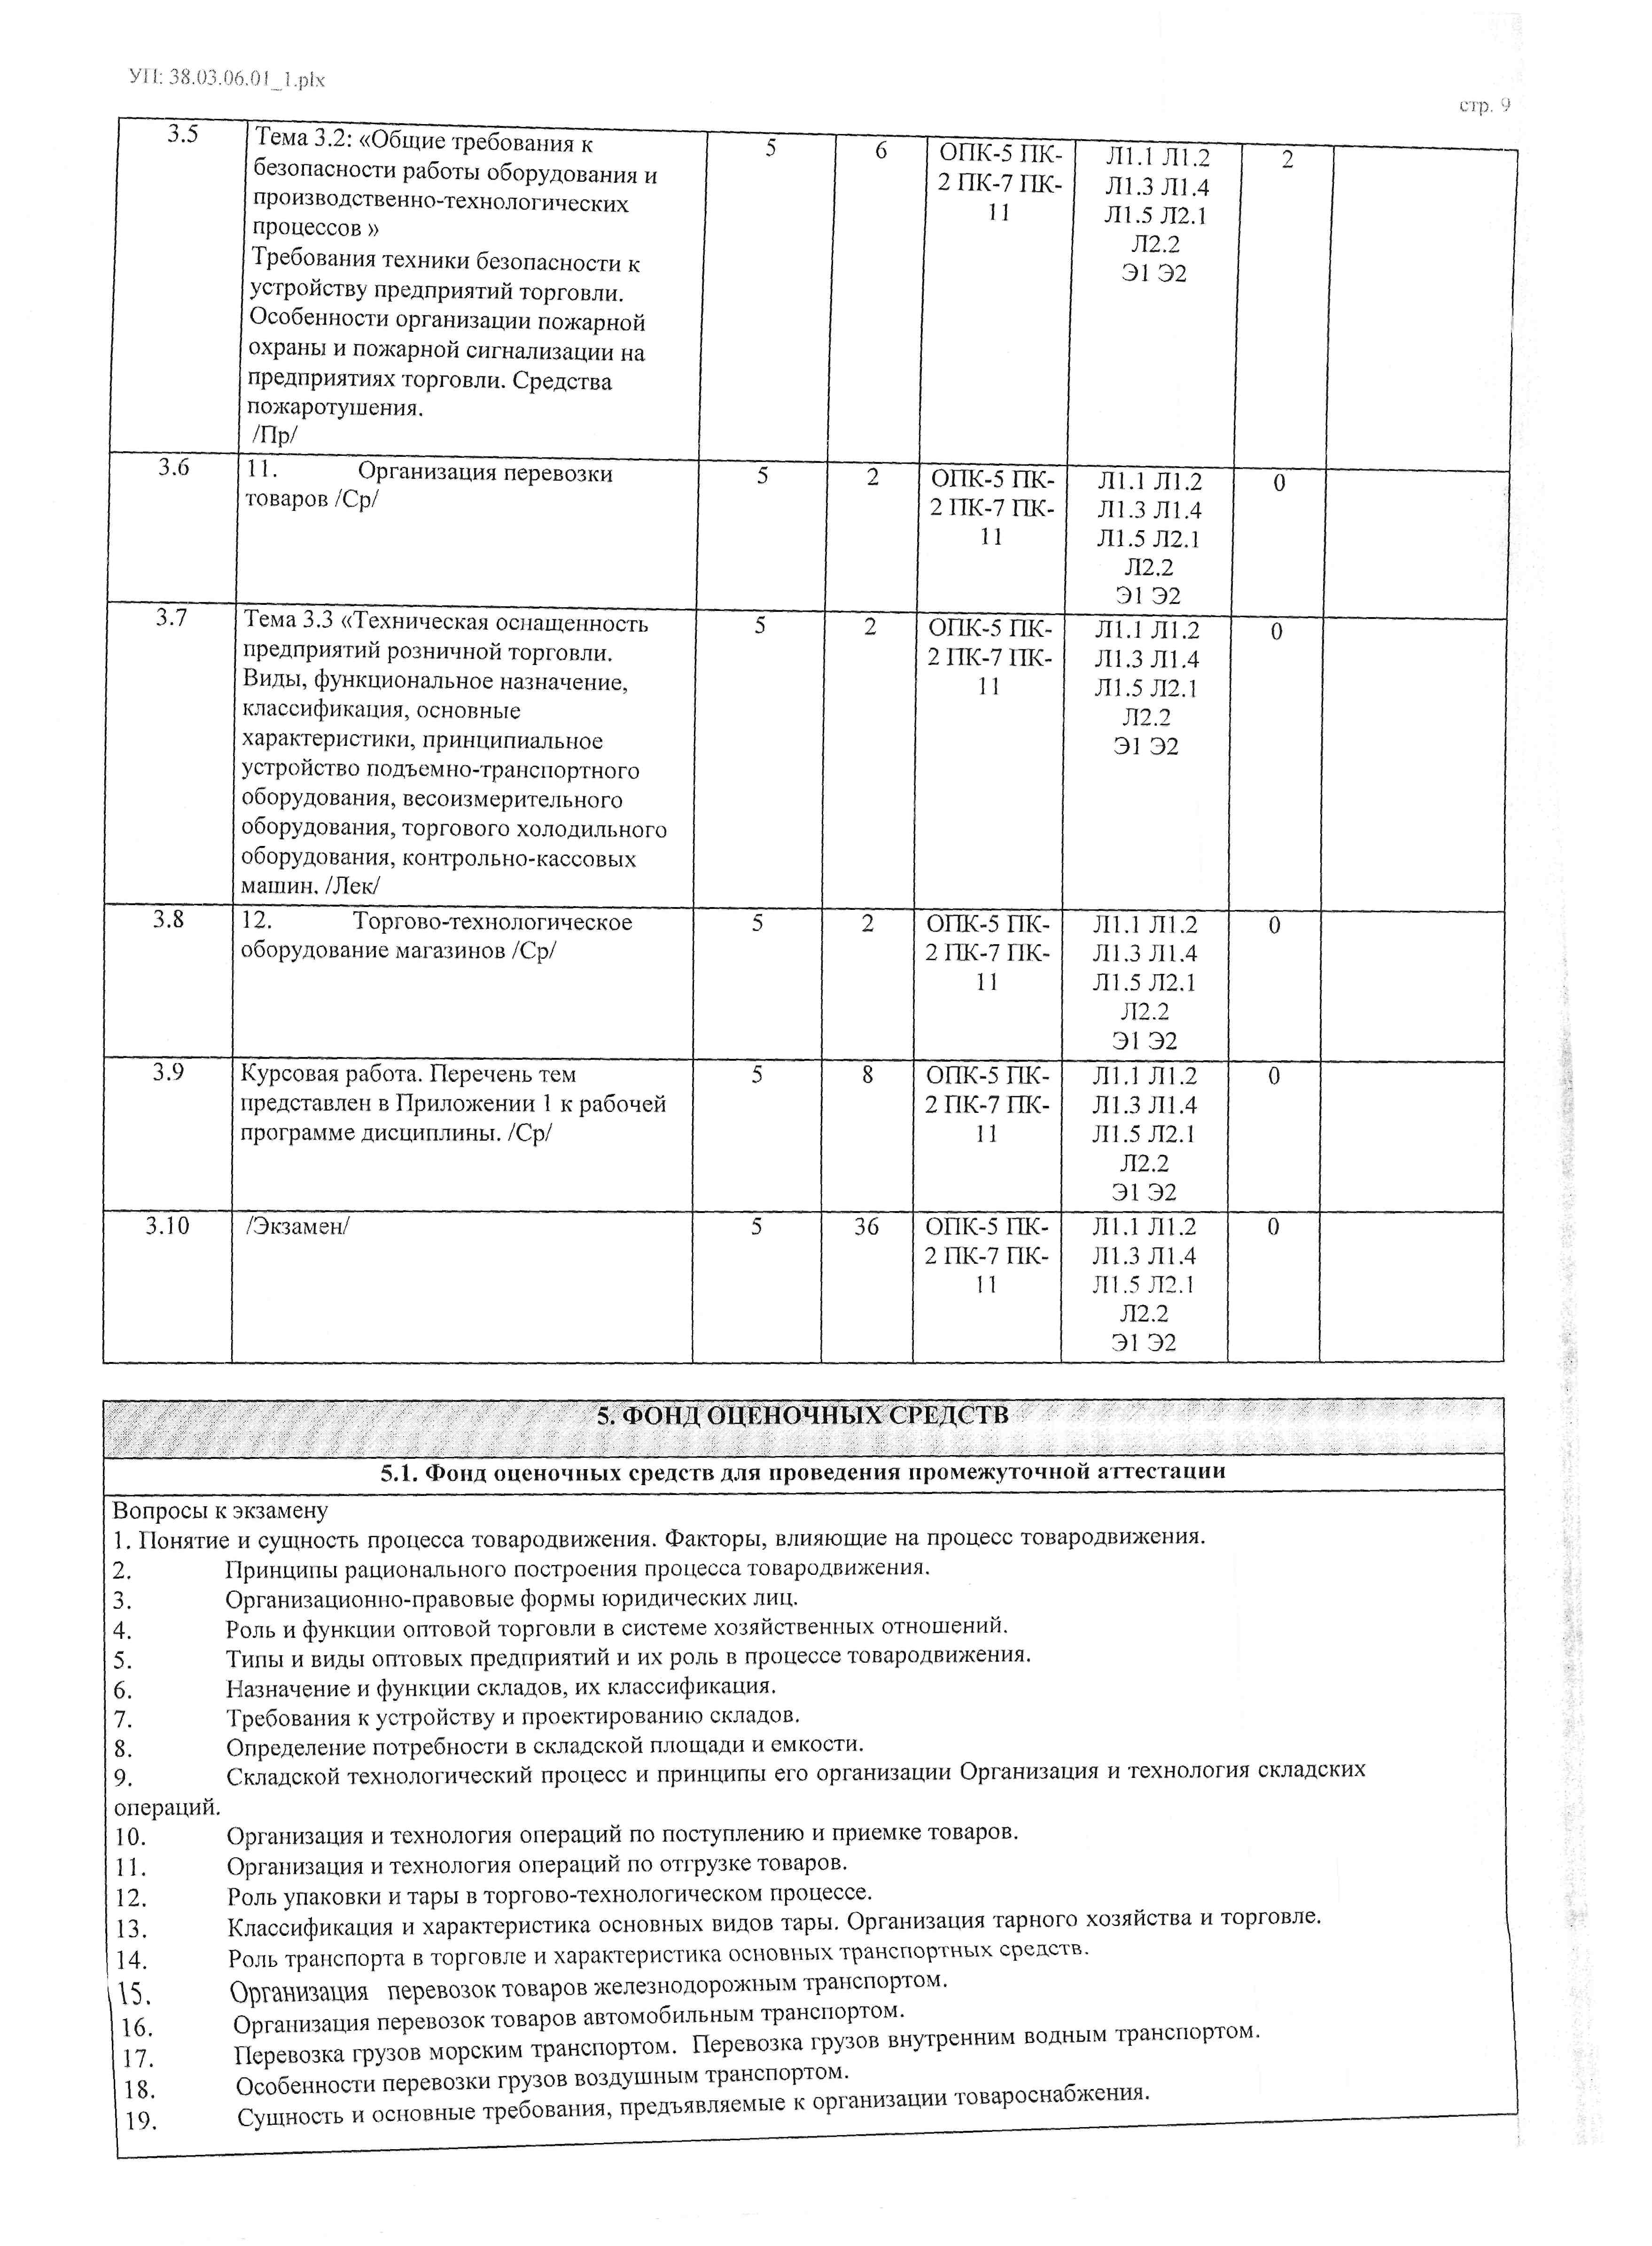 УП: 38.03.06.01_1.plx
стр. 9
3.5
Тема 3.2: «Общие требования к
безопасности работы оборудования и
производственно-технологических
процессов »
Требования техники безопасности к
устройству предприятий торговли.
Особенности организации пожарной
охраны и пожарной сигнализации на
предприятиях торговли. Средства
пожаротушения.
/Пр/
5
6
ОПК-5 ПК-
2 ПК-7 ПК-
11
Л1.1 Л1.2
Л1.3 Л1.4
Л1.5 Л2.1
Л2.2
Э1 Э2
2
3.6
11. Организация перевозки
товаров /Ср/
5
2
ОПК-5 ПК-
2 ПК-7 ПК-
11
Л1.1 Л1.2
Л1.3 Л1.4
Л1.5 Л2.1
Л2.2
Э1 Э2
0
3.7
Тема 3.3 «Техническая оснащенность
предприятий розничной торговли.
Виды, функциональное назначение,
классификация, основные
характеристики, принципиальное
устройство подъемно-транспортного
оборудования, весоизмерительного
оборудования, торгового холодильного
оборудования, контрольно-кассовых
машин. /Лек/
5
2
ОПК-5 ПК-
2 ПК-7 ПК-
11
Л1.1 Л1.2
Л1.3 Л1.4
Л1.5 Л2.1
Л2.2
Э1 Э2
0
3.8
12. Торгово-технологическое
оборудование магазинов /Ср/
5
2
ОПК-5 ПК-
2 ПК-7 ПК-
11
Л1.1 Л1.2
Л1.3 Л1.4
Л1.5 Л2.1
Л2.2
Э1 Э2
0
3.9
Курсовая работа. Перечень тем
представлен в Приложении 1 к рабочей
программе дисциплины. /Ср/
5
8
ОПК-5 ПК-
2 ПК-7 ПК-
11
Л1.1 Л1.2
Л1.3 Л1.4
Л1.5 Л2.1
Л2.2
Э1 Э2
0
3.10
/Экзамен/
5
36
ОПК-5 ПК-
2 ПК-7 ПК-
11
Л1.1 Л1.2
Л1.3 Л1.4
Л1.5 Л2.1
Л2.2
Э1 Э2
0
5. ФОНД ОЦЕНОЧНЫХ СРЕДСТВ
5.1. Фонд оценочных средств для проведения промежуточной аттестации
Вопросы к экзамену
1. Понятие и сущность процесса товародвижения. Факторы, влияющие на процесс товародвижения.
2. Принципы рационального построения процесса товародвижения.
3. Организационно-правовые формы юридических лиц.
4. Роль и функции оптовой торговли в системе хозяйственных отношений.
5. Типы и виды оптовых предприятий и их роль в процессе товародвижения.
6. Назначение и функции складов, их классификация.
7. Требования к устройству и проектированию складов.
8. Определение потребности в складской площади и емкости.
9. Складской технологический процесс и принципы его организации Организация и технология складских
операций.
10. Организация и технология операций по поступлению и приемке товаров.
11. Организация и технология операций по отгрузке товаров.
12. Роль упаковки и тары в торгово-технологическом процессе.
13. Классификация и характеристика основных видов тары. Организация тарного хозяйства и торговле.
14. Роль транспорта в торговле и характеристика основных транспортных средств.
15. Организация перевозок товаров железнодорожным транспортом.
16. Организация перевозок товаров автомобильным транспортом.
17. Перевозка грузов морским транспортом. Перевозка грузов внутренним водным транспортом.
18. Особенности перевозки грузов воздушным транспортом.
19. Сущность и основные требования, предъявляемые к организации товароснабжения.